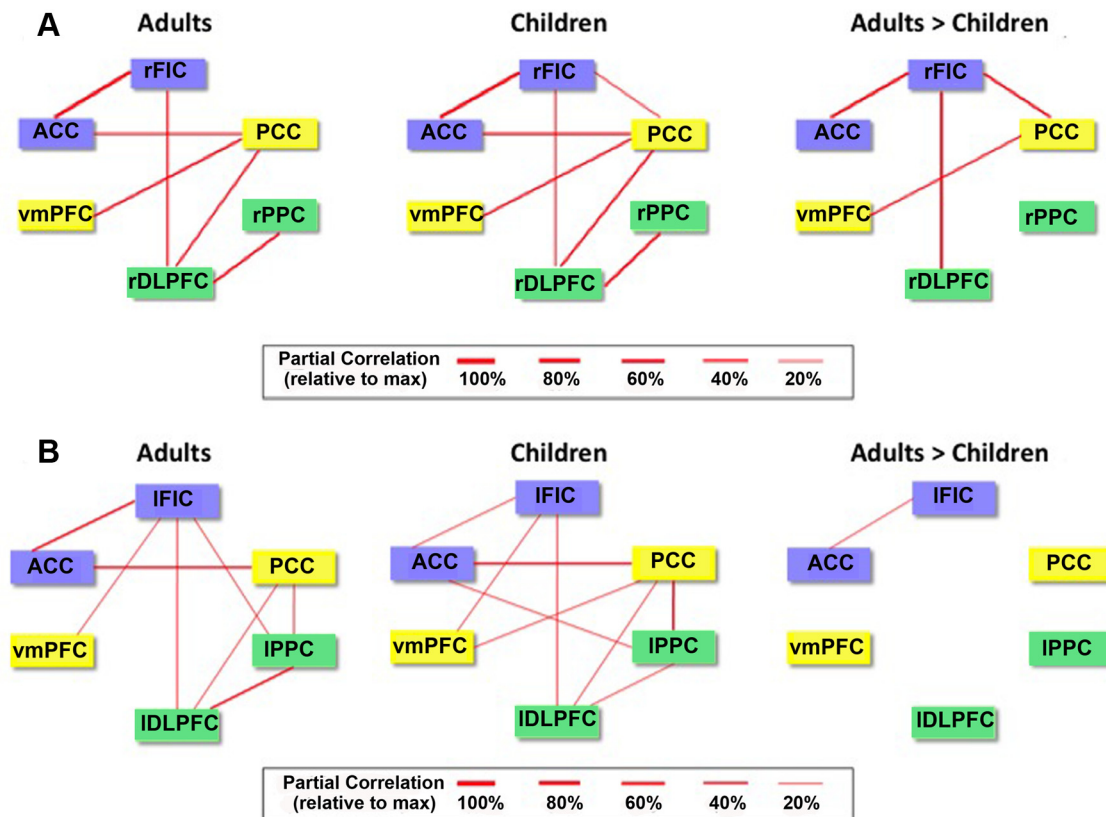 A
Adults
Children
Adults > Children
rFIC
ACC
PCC
vmPFC
rPPC
rDLPFC
rFIC
ACC
PCC
vmPFC
rPPC
rDLPFC
rFIC
ACC
PCC
vmPFC
rPPC
rDLPFC
Partial Correlation
(relative to max) 100% 80% 60% 40% 20%
B
Adults
Children
Adults > Children
lFIC
ACC
PCC
vmPFC
lPPC
lDLPFC
lFIC
ACC
PCC
vmPFC
lPPC
lDLPFC
lFIC
ACC
PCC
vmPFC
lPPC
lDLPFC
Partial Correlation
(relative to max) 100% 80% 60% 40% 20%